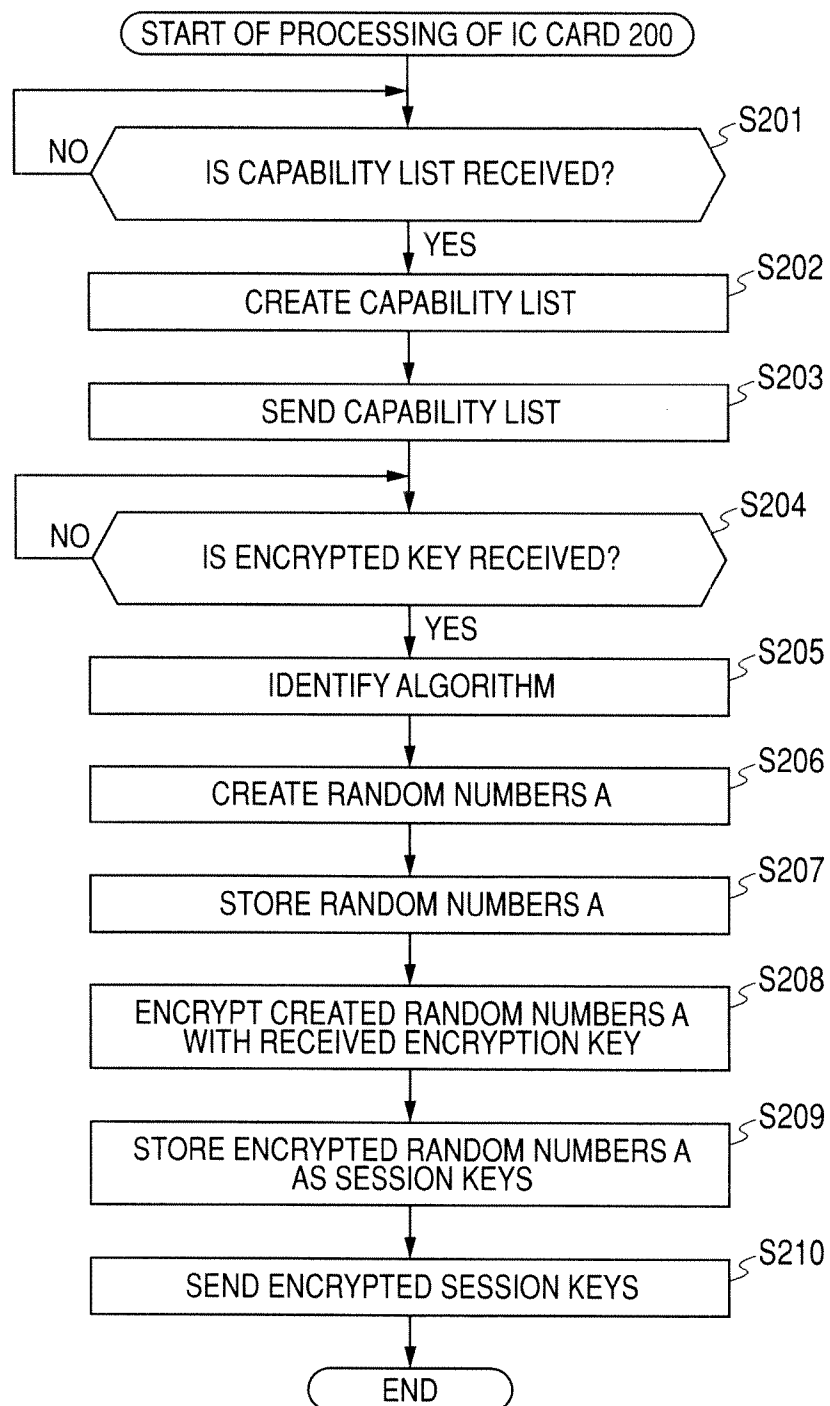 START OF PROCESSING OF IC CARD 200
S201
NO
IS CAPABILITY LIST RECEIVED?
YES
S202
CREATE CAPABILITY LIST
S203
SEND CAPABILITY LIST
S204
NO
IS ENCRYPTED KEY RECEIVED?
YES
S205
IDENTIFY ALGORITHM
S206
CREATE RANDOM NUMBERS A
S207
STORE RANDOM NUMBERS A
S208
ENCRYPT CREATED RANDOM NUMBERS A
WITH RECEIVED ENCRYPTION KEY
S209
STORE ENCRYPTED RANDOM NUMBERS A
AS SESSION KEYS
S210
SEND ENCRYPTED SESSION KEYS
END